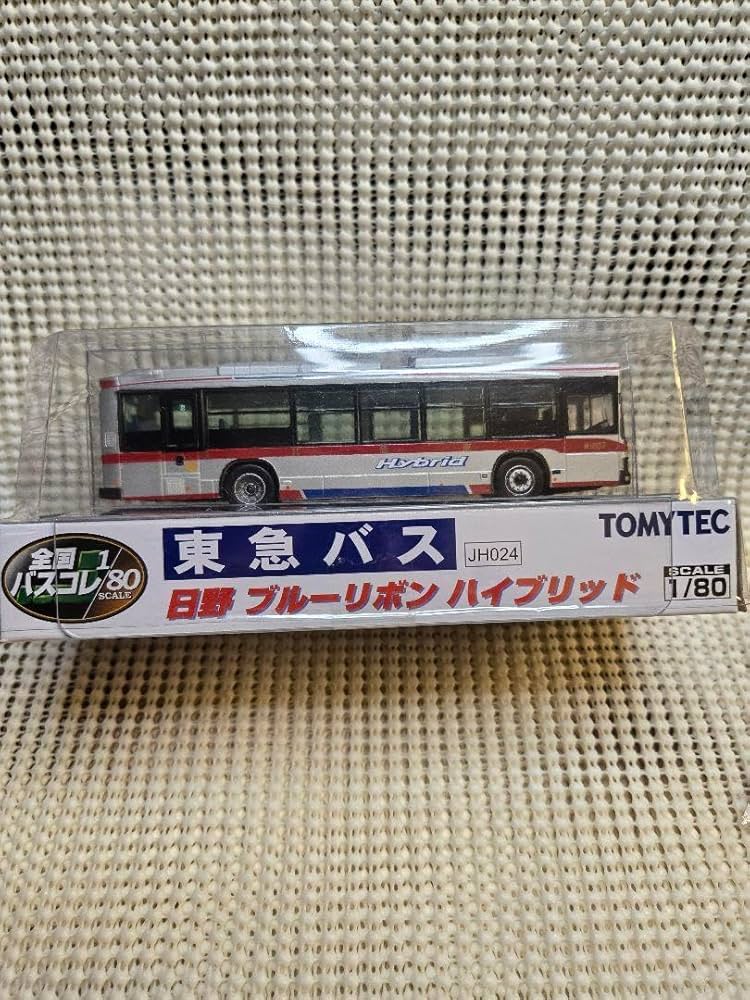 Hybrid
全国
バスコレ
1/80
SCALE
東急バス
JH024
TOMYTEC
日野 ブルーリボン ハイブリッド
SCALE
1/80